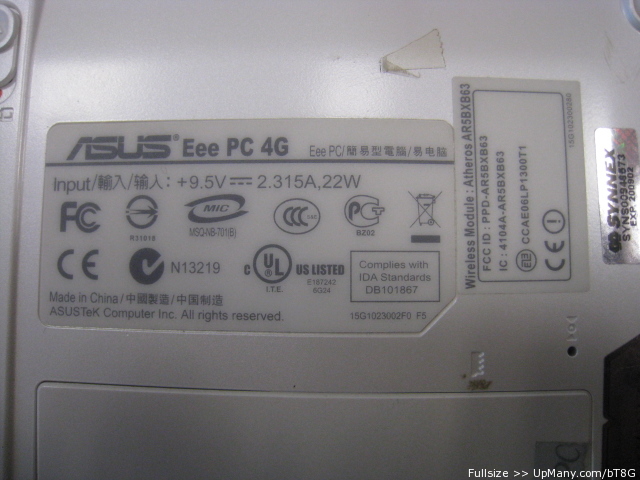 ASUS Eee PC 4G Eee PC/簡易型電腦/易电脑
Input/輸入/输入: +9.5V 2.315A,22W
FC
R31018
MIC
MSQ-NB-701(B)
CCC
PCT
BZ02
CE
N13219
C UL US LISTED
I.T.E.
E187242
8G24
Complies with
IDA Standards
DB101867
Made in China/中國製造/中国制造
ASUSTeK Computer Inc. All rights reserved.
15G1023002F0 F5
Wireless Module : Atheros AR5BXB63
FCC ID : PPD-AR5BXB63
IC : 4104A-AR5BXB63
CCAE06LP1300T1
SYNNEX
Fullsize >> UpMany.com/bT8G